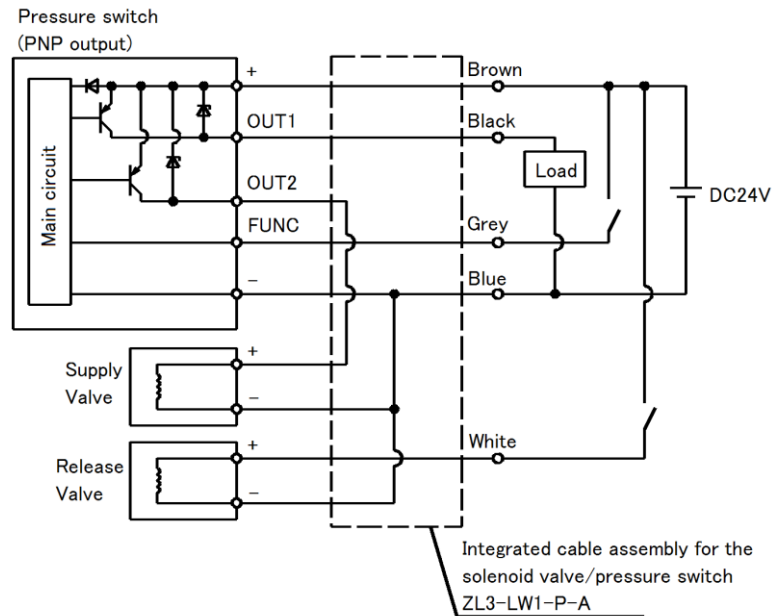 Pressure switch
(PNP output)
Main circuit
+
OUT1
OUT2
FUNC
−
Brown
Black
Load
Grey
Blue
DC24V
Supply
Valve
+
−
Release
Valve
+
−
White
Integrated cable assembly for the
solenoid valve/pressure switch
ZL3-LW1-P-A